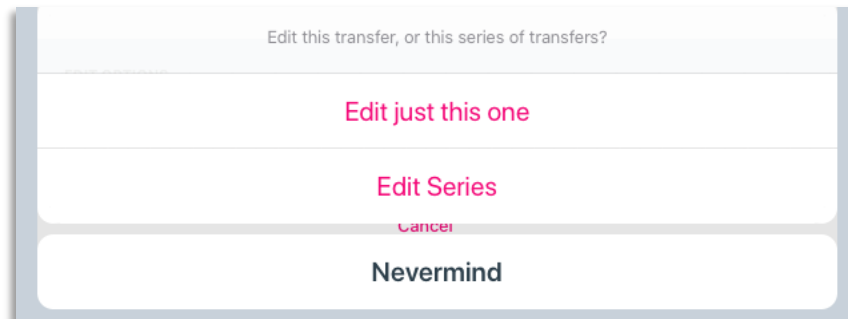 Edit this transfer, or this series of transfers?
Edit just this one
Edit Series
Cancel
Nevermind